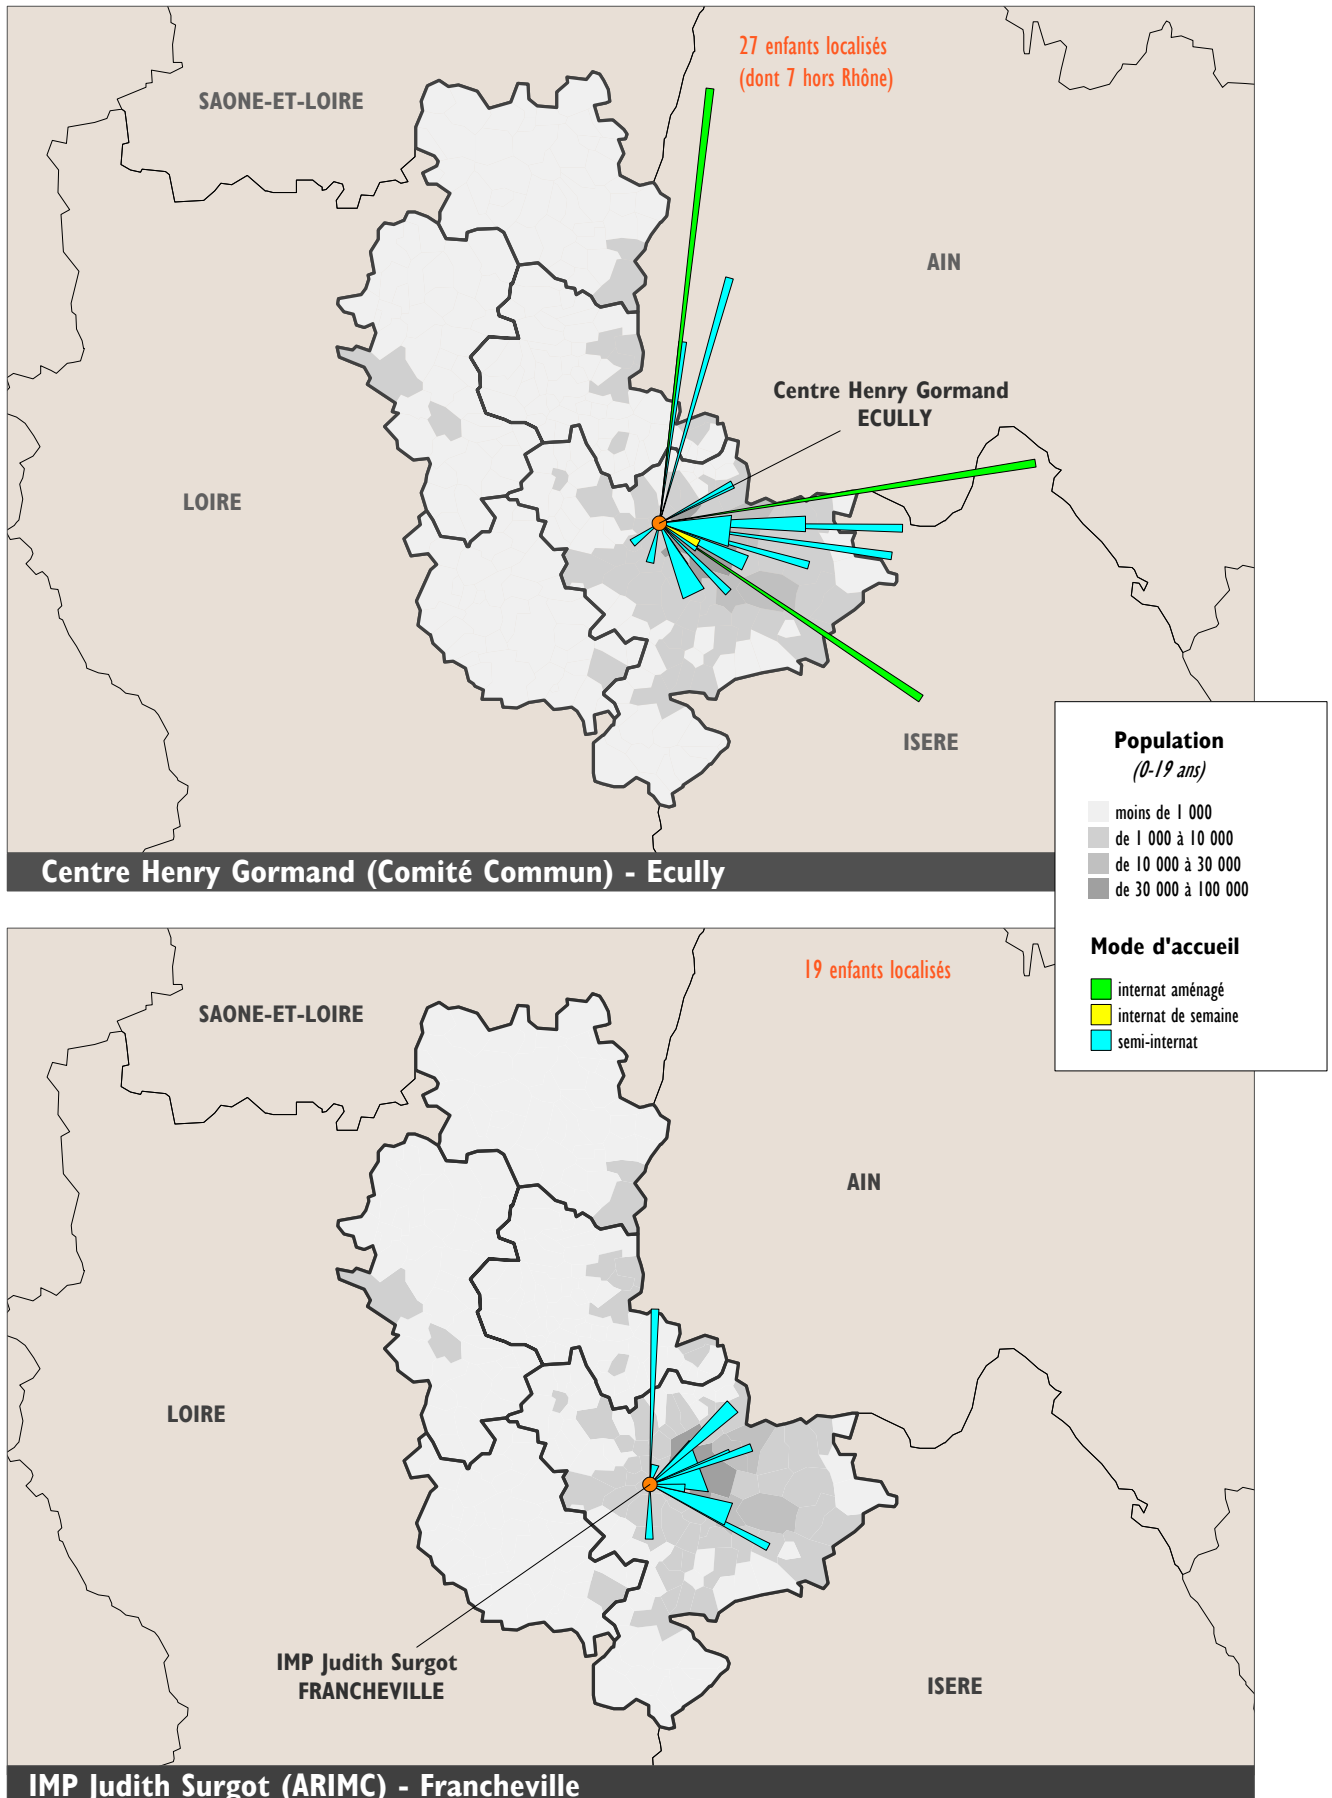 27 enfants localisés
(dont 7 hors Rhône)
SAONE-ET-LOIRE
AIN
Centre Henry Gormand
ECULLY
LOIRE
ISERE
Centre Henry Gormand (Comité Commun) - Ecully
Population
(0-19 ans)
moins de 1 000
de 1 000 à 10 000
de 10 000 à 30 000
de 30 000 à 100 000
Mode d'accueil
internat aménagé
internat de semaine
semi-internat
19 enfants localisés
SAONE-ET-LOIRE
AIN
LOIRE
IMP Judith Surgot
FRANCHEVILLE
ISERE
IMP Judith Surgot (ARIMC) - Francheville